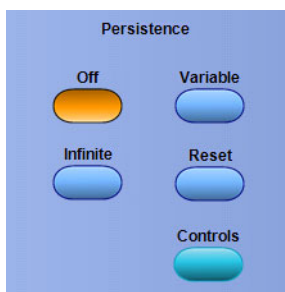 Persistence
Off Variable
Infinite Reset
Controls